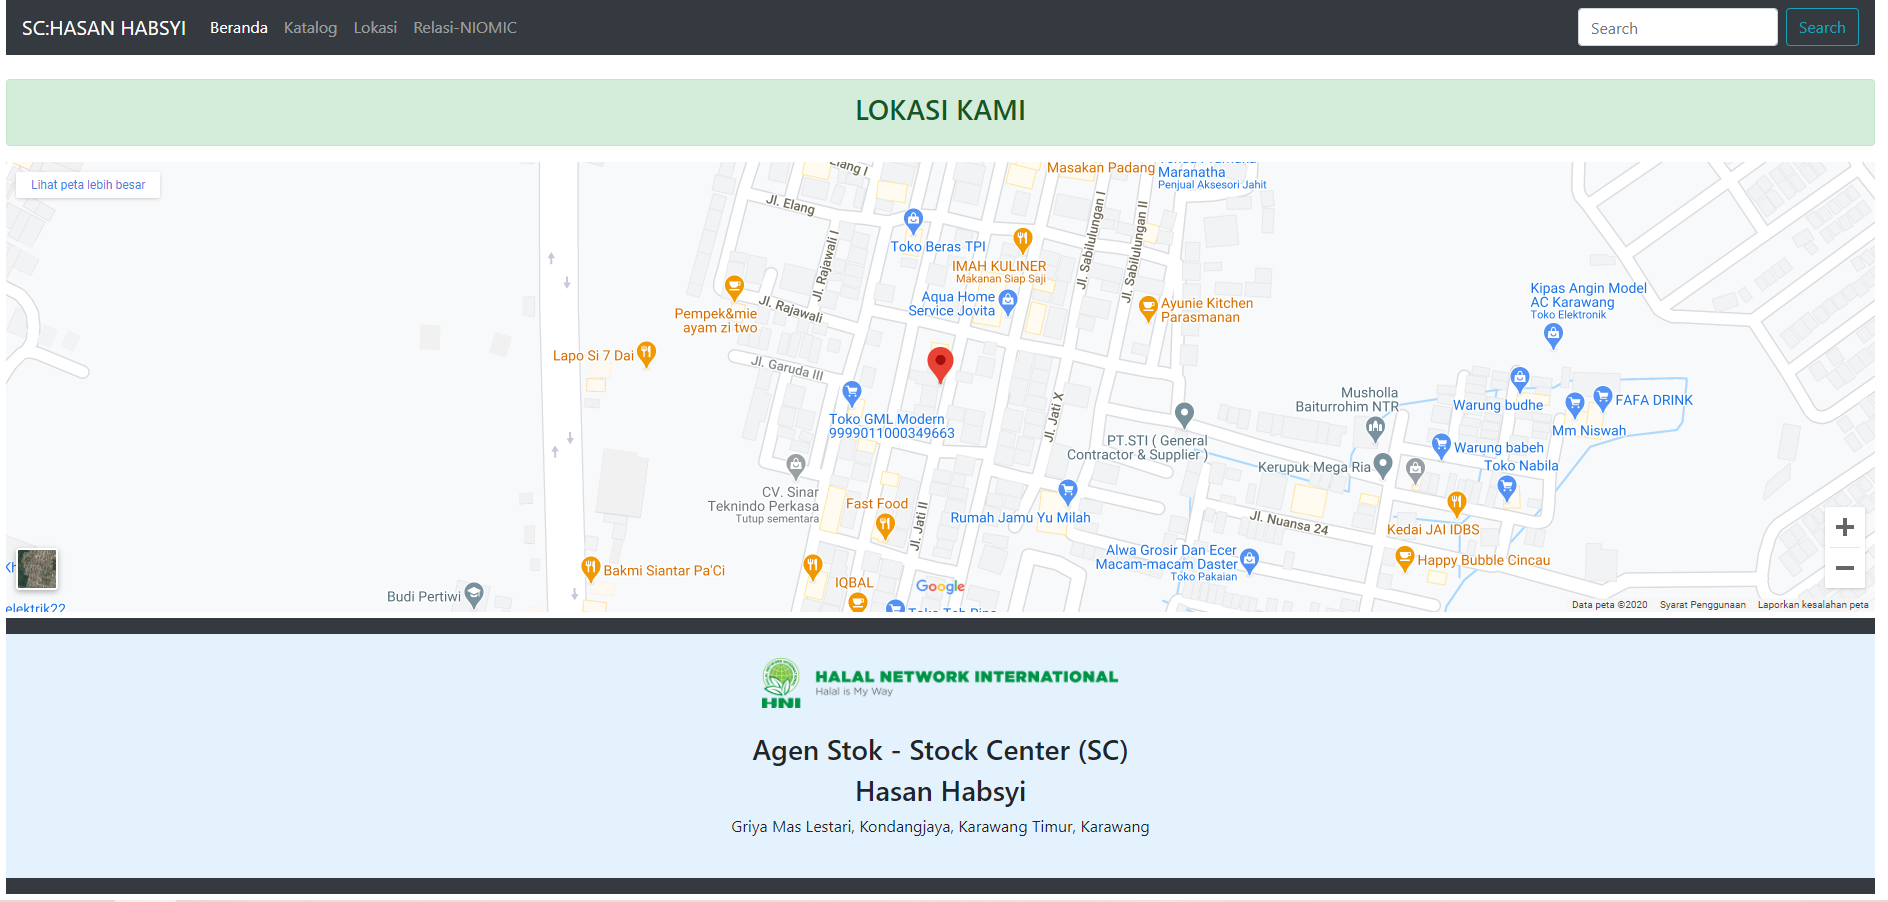 SC:HASAN HABSYI Beranda Katalog Lokasi Relasi-NIOMIC Search Search
LOKASI KAMI
Lihat peta lebih besar
Elang I
Masakan Padang
Maranatha
Penjual Aksesori Jahit
Jl. Elang
Jl. Rajawali I
Jl. Sabilulungan I
Jl. Sabilulungan II
Toko Beras TPI
IMAH KULINER
Makanan Siap Saji
Aqua Home
Service Jovita
Ayunie Kitchen
Parasmanan
Kipas Angin Model
AC Karawang
Toko Elektronik
Pempek&mie
ayam zi two
Jl. Rajawali
Lapo Si 7 Dai
Jl. Garuda III
Toko GML Modern
9999011000349663
Jl. Jati X
Musholla
Baiturrohim NTR
Warung budhe
FAFA DRINK
Mm Niswah
PT.STI ( General
Contractor & Supplier )
Warung babeh
Kerupuk Mega Ria
Toko Nabila
CV. Sinar
Teknindo Perkasa
Tutup sementara
Fast Food
Jl. Jati II
Rumah Jamu Yu Milah
Jl. Nuansa 24
Kedai JAI IDBS
Alwa Grosir Dan Ecer
Macam-macam Daster
Toko Pakaian
Happy Bubble Cincau
Bakmi Siantar Pa'Ci
IQBAL
Google
Budi Pertiwi
elektrik22
Data peta ©2020 Syarat Penggunaan Laporkan kesalahan peta
HALAL NETWORK INTERNATIONAL
Halal is My Way
HNI
Agen Stok - Stock Center (SC)
Hasan Habsyi
Griya Mas Lestari, Kondangjaya, Karawang Timur, Karawang